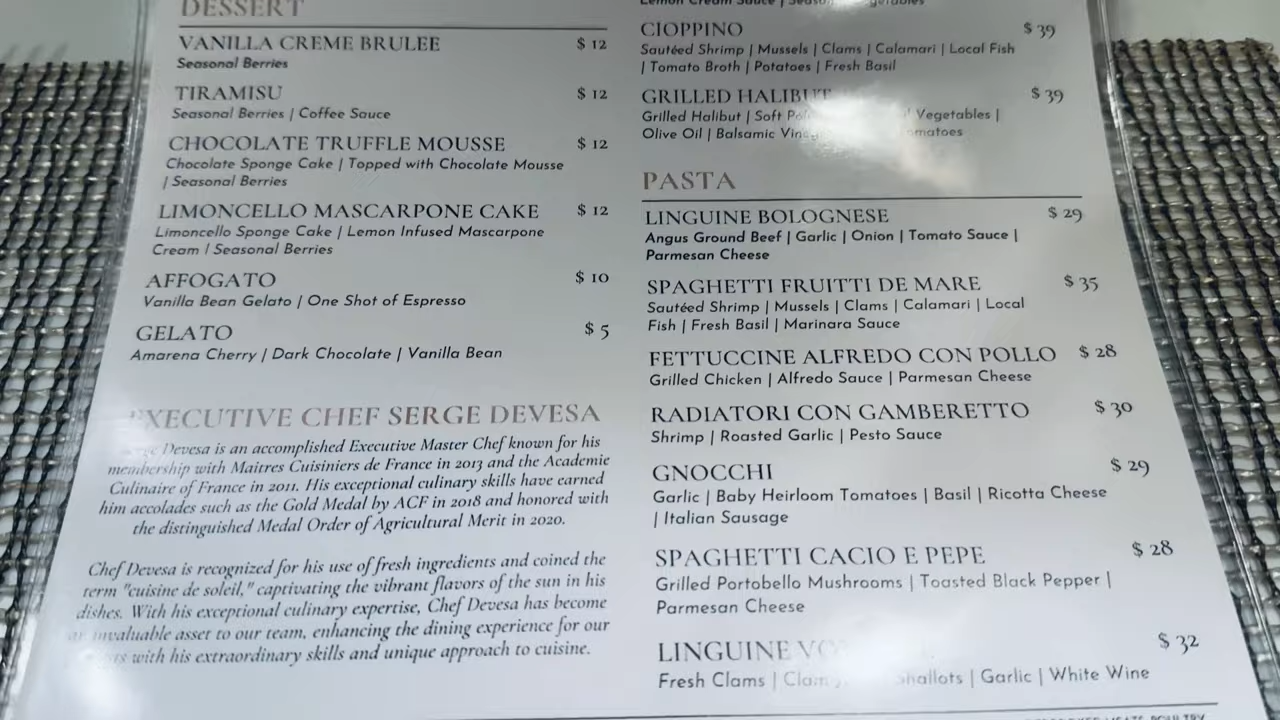 DESSERT
VANILLA CREME BRULEE $ 12
Seasonal Berries
TIRAMISU $ 12
Seasonal Berries | Coffee Sauce
CHOCOLATE TRUFFLE MOUSSE $ 12
Chocolate Sponge Cake | Topped with Chocolate Mousse
| Seasonal Berries
LIMONCELLO MASCARPONE CAKE $ 12
Limoncello Sponge Cake | Lemon Infused Mascarpone
Cream | Seasonal Berries
AFFOGATO $ 10
Vanilla Bean Gelato | One Shot of Espresso
GELATO $ 5
Amarena Cherry | Dark Chocolate | Vanilla Bean
EXECUTIVE CHEF SERGE DEVESA
Devesa is an accomplished Executive Master Chef known for his
membership with Maitres Cuisiniers de France in 2013 and the Academie
Culinaire of France in 2011. His exceptional culinary skills have earned
him accolades such as the Gold Medal by ACF in 2018 and honored with
the distinguished Medal Order of Agricultural Merit in 2020.
Chef Devesa is recognized for his use of fresh ingredients and coined the
term "cuisine de soleil," captivating the vibrant flavors of the sun in his
dishes. With his exceptional culinary expertise, Chef Devesa has become
an invaluable asset to our team, enhancing the dining experience for our
with his extraordinary skills and unique approach to cuisine.
Lemon Cream Sauce |
CIOPPINO $ 39
Sautéed Shrimp | Mussels | Clams | Calamari | Local Fish
| Tomato Broth | Potatoes | Fresh Basil
GRILLED HALIBUT $ 39
Grilled Halibut | Soft Vegetables |
Olive Oil | Balsamic
PASTA
LINGUINE BOLOGNESE $ 29
Angus Ground Beef | Garlic | Onion | Tomato Sauce |
Parmesan Cheese
SPAGHETTI FRUITTI DE MARE $ 35
Sautéed Shrimp | Mussels | Clams | Calamari | Local
Fish | Fresh Basil | Marinara Sauce
FETTUCCINE ALFREDO CON POLLO $ 28
Grilled Chicken | Alfredo Sauce | Parmesan Cheese
RADIATORI CON GAMBERETTO $ 30
Shrimp | Roasted Garlic | Pesto Sauce
GNOCCHI $ 29
Garlic | Baby Heirloom Tomatoes | Basil | Ricotta Cheese
| Italian Sausage
SPAGHETTI CACIO E PEPE $ 28
Grilled Portobello Mushrooms | Toasted Black Pepper |
Parmesan Cheese
LINGUINE $ 32
Fresh Clams | Shallots | Garlic | White Wine